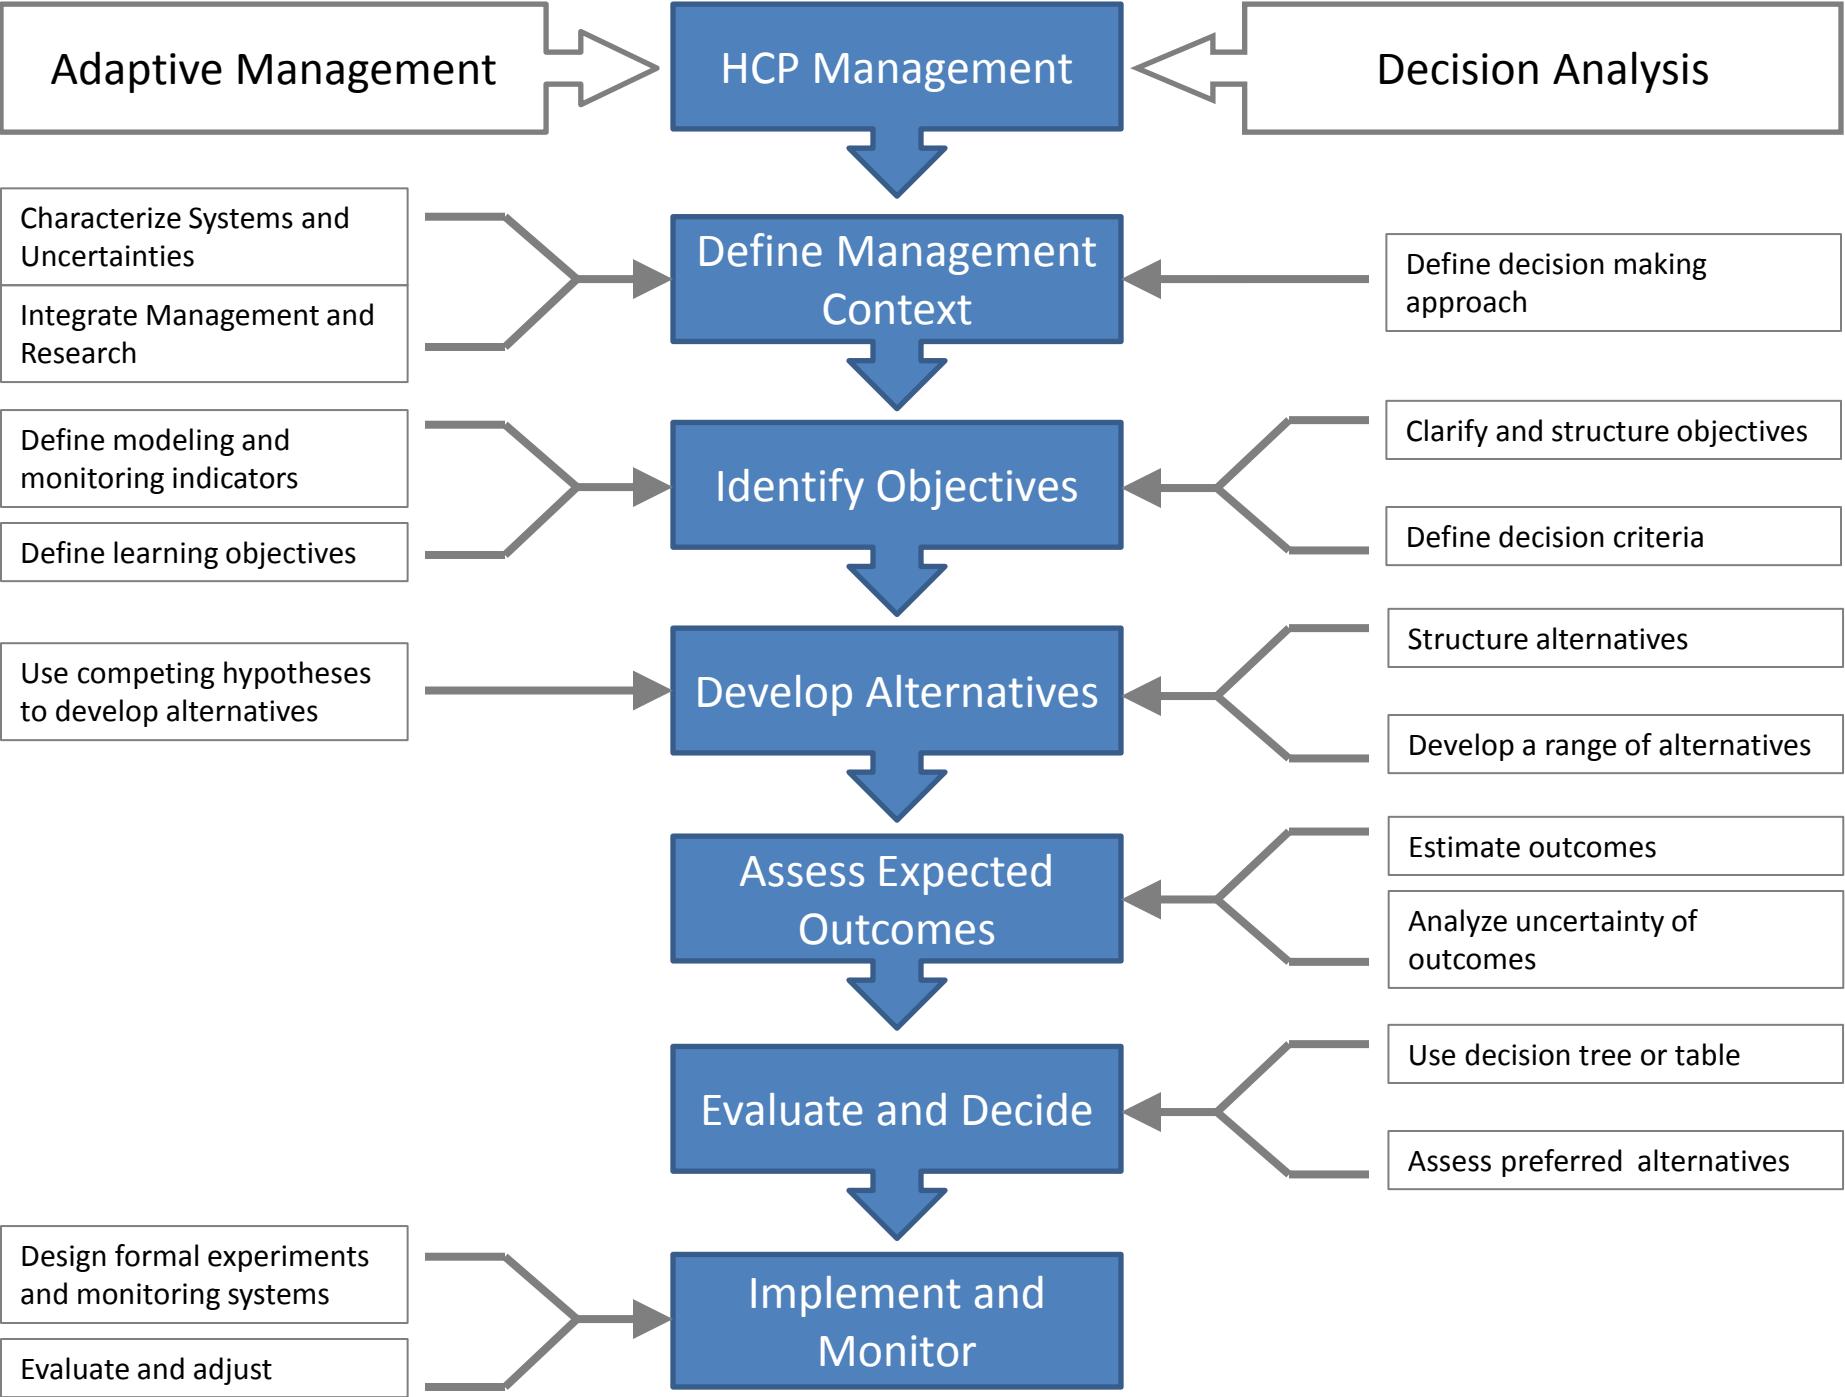 Adaptive Management
HCP Management
Decision Analysis
Characterize Systems and
Uncertainties
Integrate Management and
Research
Define Management
Context
Define decision making
approach
Define modeling and
monitoring indicators
Define learning objectives
Identify Objectives
Clarify and structure objectives
Define decision criteria
Use competing hypotheses
to develop alternatives
Develop Alternatives
Structure alternatives
Develop a range of alternatives
Assess Expected
Outcomes
Estimate outcomes
Analyze uncertainty of
outcomes
Evaluate and Decide
Use decision tree or table
Assess preferred  alternatives
Design formal experiments
and monitoring systems
Evaluate and adjust
Implement and
Monitor